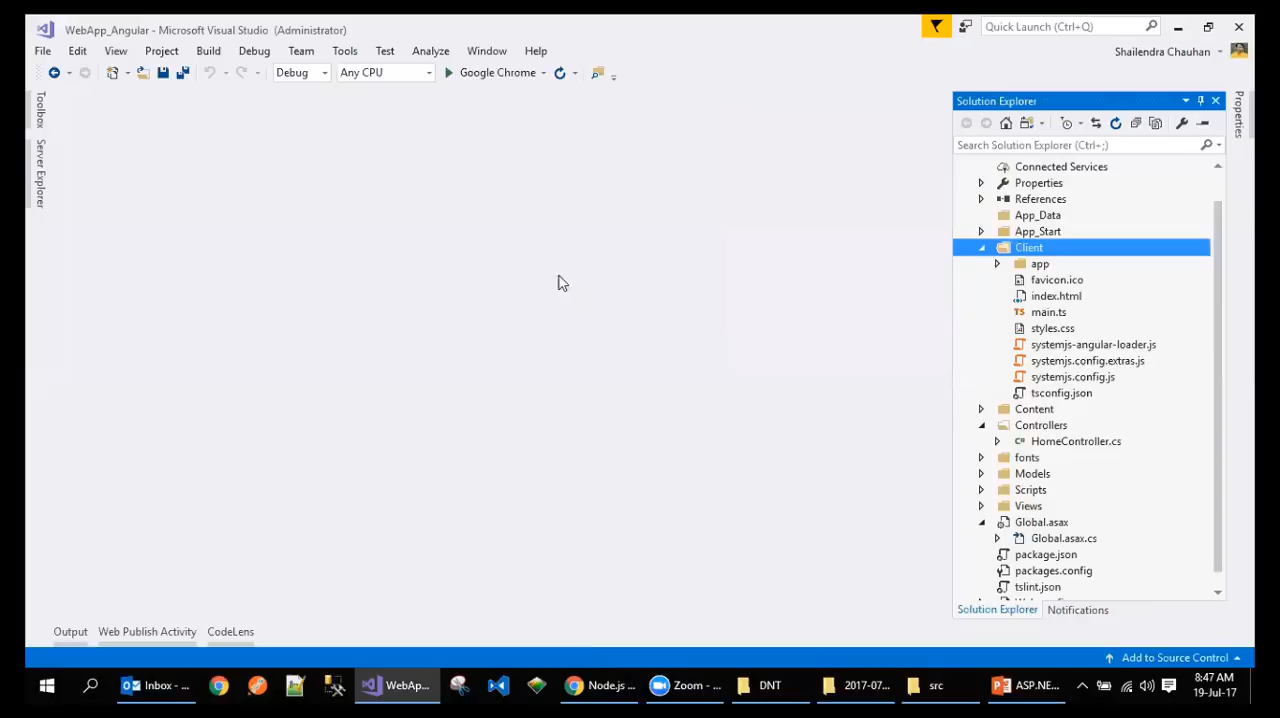 WebApp_Angular - Microsoft Visual Studio (Administrator)
Quick Launch (Ctrl+Q)
File Edit View Project Build Debug Team Tools Test Analyze Window Help
Shailendra Chauhan
Debug Any CPU Google Chrome
Toolbox
Server Explorer
Solution Explorer
Properties
Search Solution Explorer (Ctrl+;)
Connected Services
Properties
References
App_Data
App_Start
Client
app
favicon.ico
index.html
TS main.ts
styles.css
systemjs-angular-loader.js
systemjs.config.extras.js
systemjs.config.js
tsconfig.json
Content
Controllers
C# HomeController.cs
fonts
Models
Scripts
Views
Global.asax
Global.asax.cs
package.json
packages.config
tslint.json
Solution Explorer Notifications
Output Web Publish Activity CodeLens
Add to Source Control
Inbox - ... WebAp... Node.js ... Zoom - ... DNT 2017-07... src ASP.NE...
8:47 AM
19-Jul-17